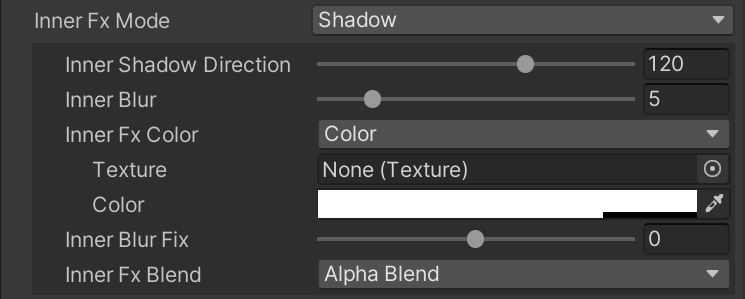 Inner Fx Mode Shadow
Inner Shadow Direction 120
Inner Blur 5
Inner Fx Color Color
Texture None (Texture)
Color
Inner Blur Fix 0
Inner Fx Blend Alpha Blend